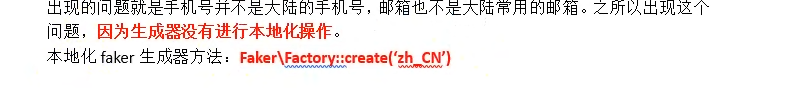 出现的问题就是手机号并不是大陆的手机号，邮箱也不是大陆常用的邮箱。之所以出现这个
问题，因为生成器没有进行本地化操作。
本地化 faker 生成器方法：Faker\Factory::create(‘zh_CN’)